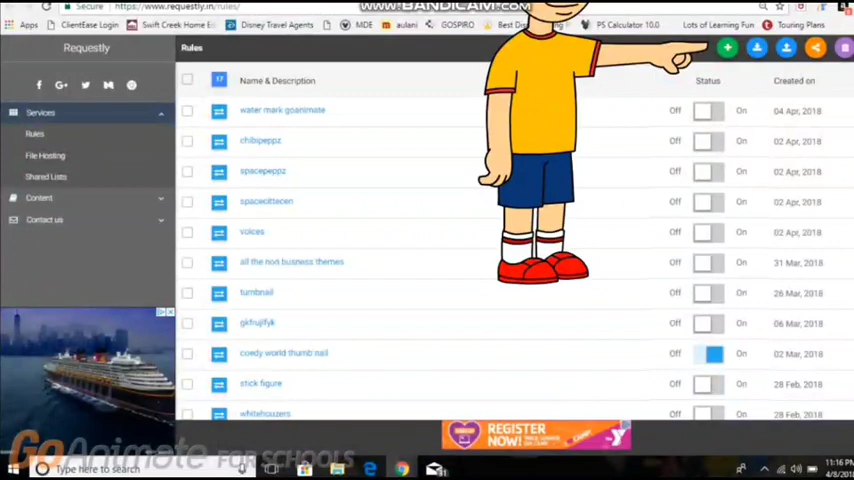 www.BANDICAM.com
Secure https://www.requestly.in/rules/
Apps ClientEase Login Swift Creek Home E Disney Travel Agents MDE aulani GOSPIRO Best Dis PS Calculator 10.0 Lots of Learning Fun Touring Plans
Requestly Rules
G+
17 Name & Description Status Created on
Services
Rules
File Hosting
Shared Lists
Content
Contact us
water mark goanimate Off On 04 Apr, 2018
chibipeppz Off On 02 Apr, 2018
spacepeppz Off On 02 Apr, 2018
spacecittecen Off On 02 Apr, 2018
voices Off On 02 Apr, 2018
all the non busness themes Off On 31 Mar, 2018
tumbnail Off On 26 Mar, 2018
gkfrujifyk Off On 06 Mar, 2018
coedy world thumb nail Off On 02 Mar, 2018
stick figure Off On 28 Feb, 2018
whitehouzers Off On 28 Feb, 2018
REGISTER
NOW!
CAMP
Y
GoAnimate FOR SCHOOLS
Type here to search
11:16 PM
4/8/2018